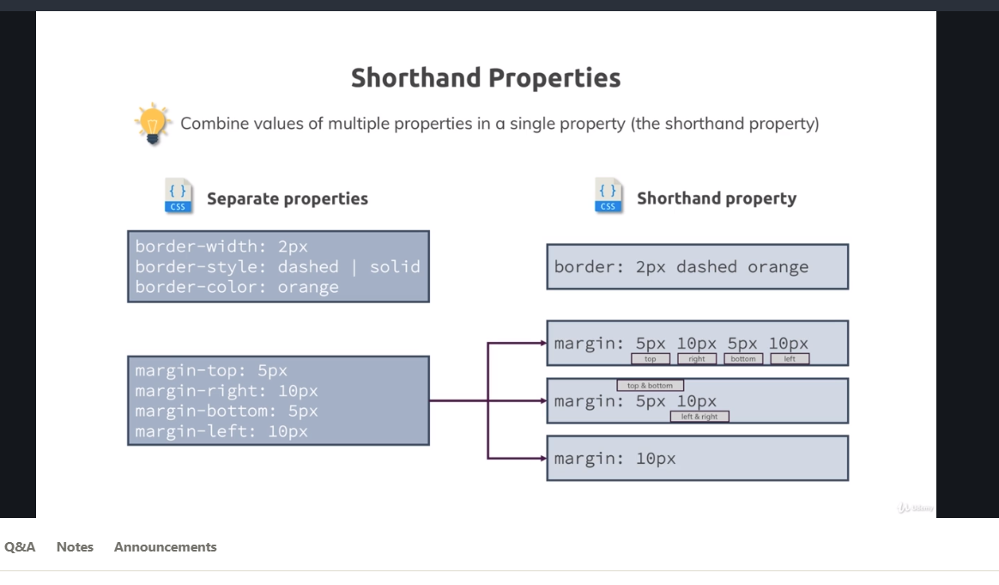 Shorthand Properties
Combine values of multiple properties in a single property (the shorthand property)
{ }
CSS
Separate properties
border-width: 2px
border-style: dashed | solid
border-color: orange
margin-top: 5px
margin-right: 10px
margin-bottom: 5px
margin-left: 10px
{ }
CSS
Shorthand property
border: 2px dashed orange
margin: 5px 10px 5px 10px
top right bottom left
top & bottom
margin: 5px 10px
left & right
margin: 10px
Udemy
Q&A Notes Announcements